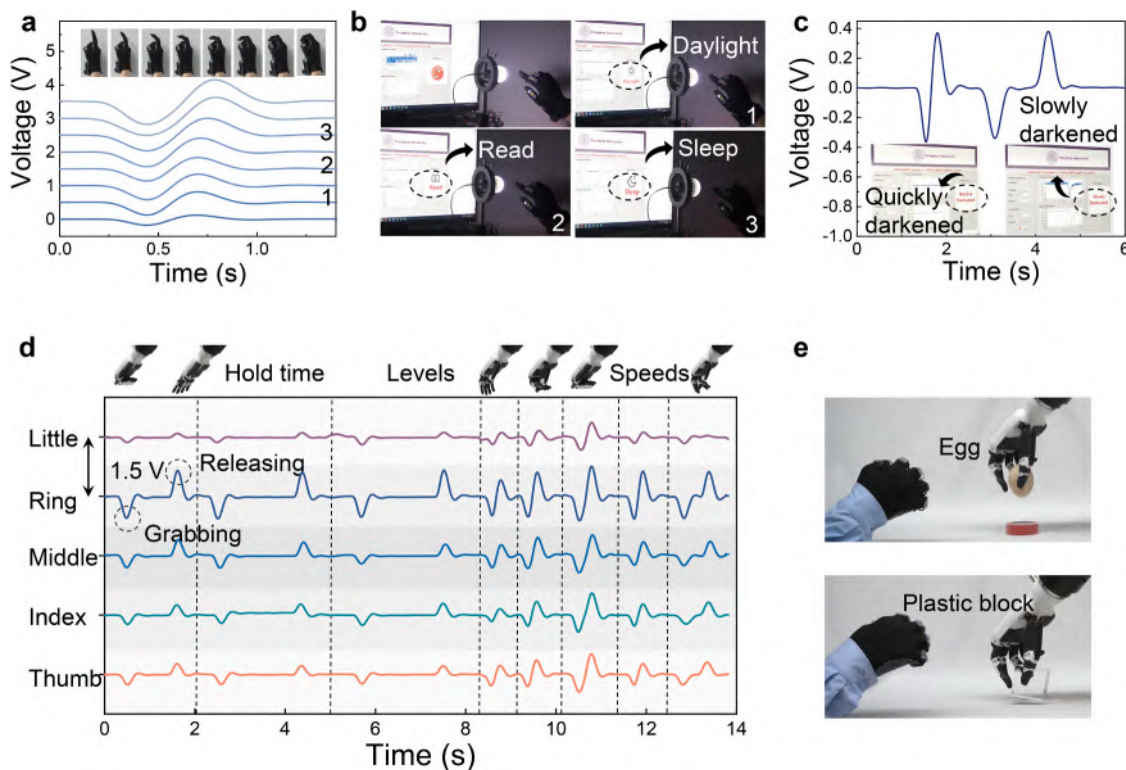 a
Voltage (V)
5
4
3
2
1
0
3
2
1
0.0
0.5
1.0
Time (s)
b
Daylight
1
Read
Read
2
Sleep
Sleep
3
c
Voltage (V)
0.4
0.2
0.0
-0.2
-0.4
-0.6
-0.8
-1.0
Slowly
darkened
Quickly
darkened
0
2
4
6
Time (s)
d
Hold time
Levels
Speeds
Little
1.5 V
Releasing
Ring
Grabbing
Middle
Index
Thumb
0
2
4
6
8
10
12
14
Time (s)
e
Egg
Plastic block